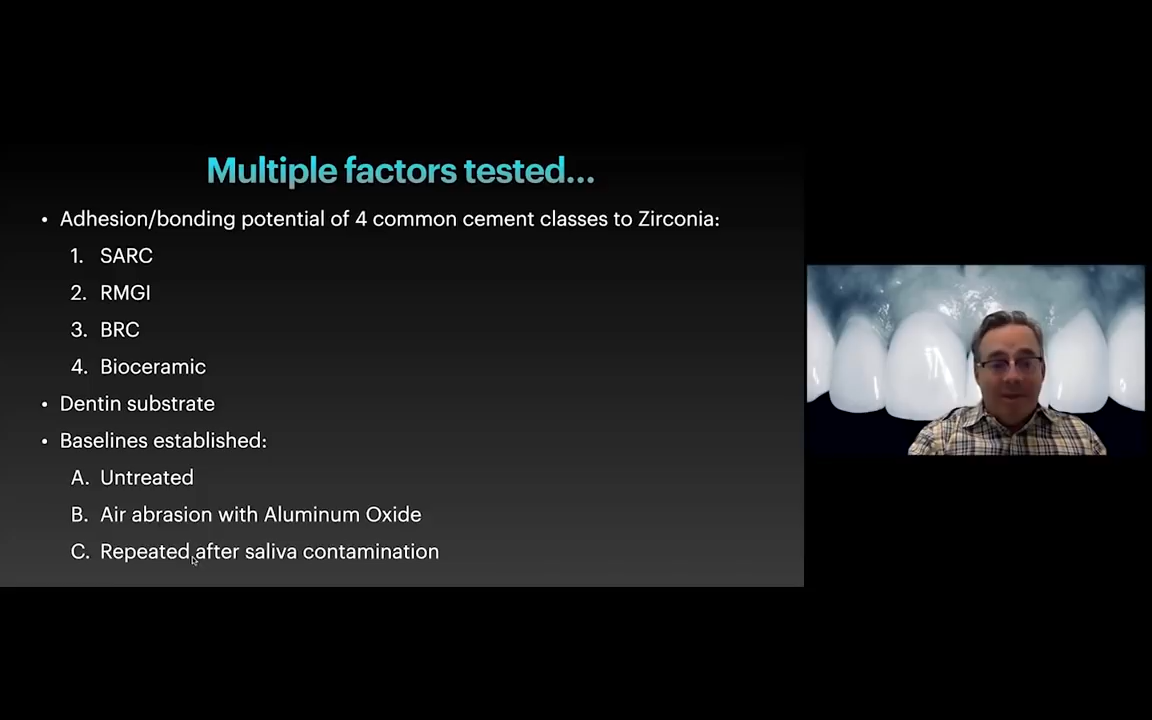 Multiple factors tested...
• Adhesion/bonding potential of 4 common cement classes to Zirconia:
1. SARC
2. RMGI
3. BRC
4. Bioceramic
• Dentin substrate
• Baselines established:
A. Untreated
B. Air abrasion with Aluminum Oxide
C. Repeated after saliva contamination